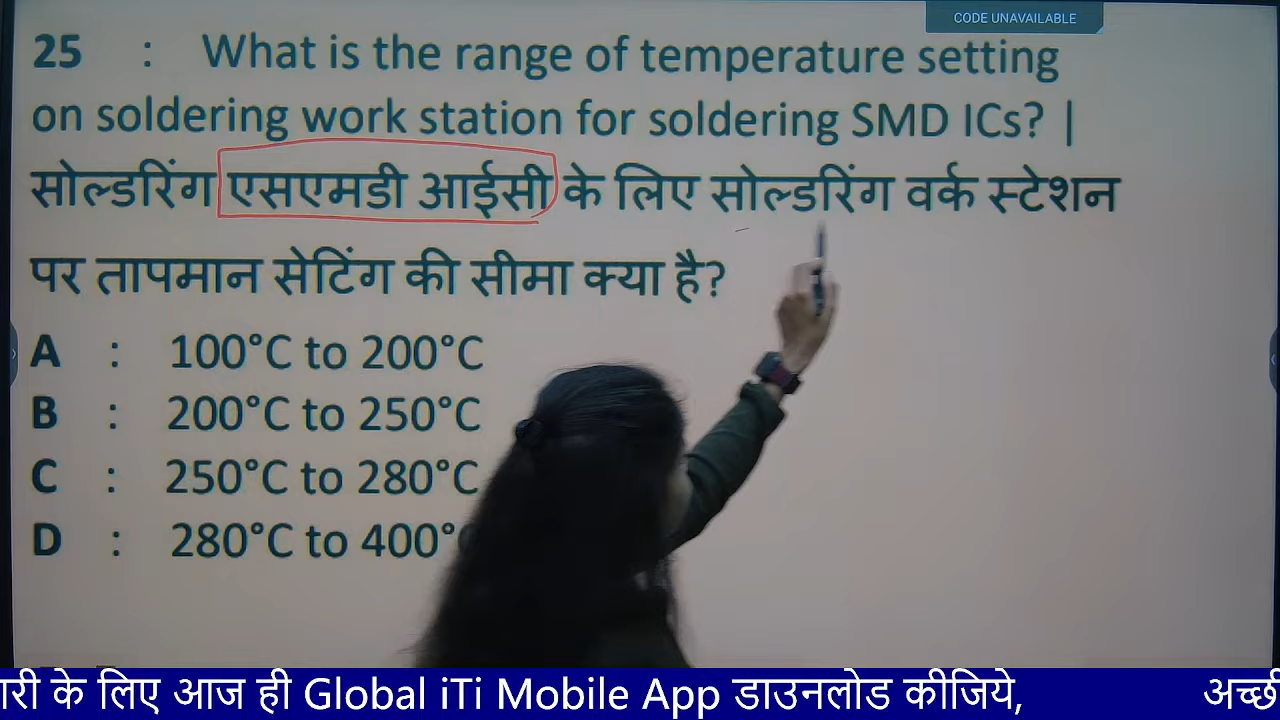 CODE UNAVAILABLE
25 : What is the range of temperature setting
on soldering work station for soldering SMD ICs? |
सोल्डरिंग एसएमडी आईसी के लिए सोल्डरिंग वर्क स्टेशन
पर तापमान सेटिंग की सीमा क्या है?
A : 100°C to 200°C
B : 200°C to 250°C
C : 250°C to 280°C
D : 280°C to 400°
के लिए आज ही Global iTi Mobile App डाउनलोड कीजिये,